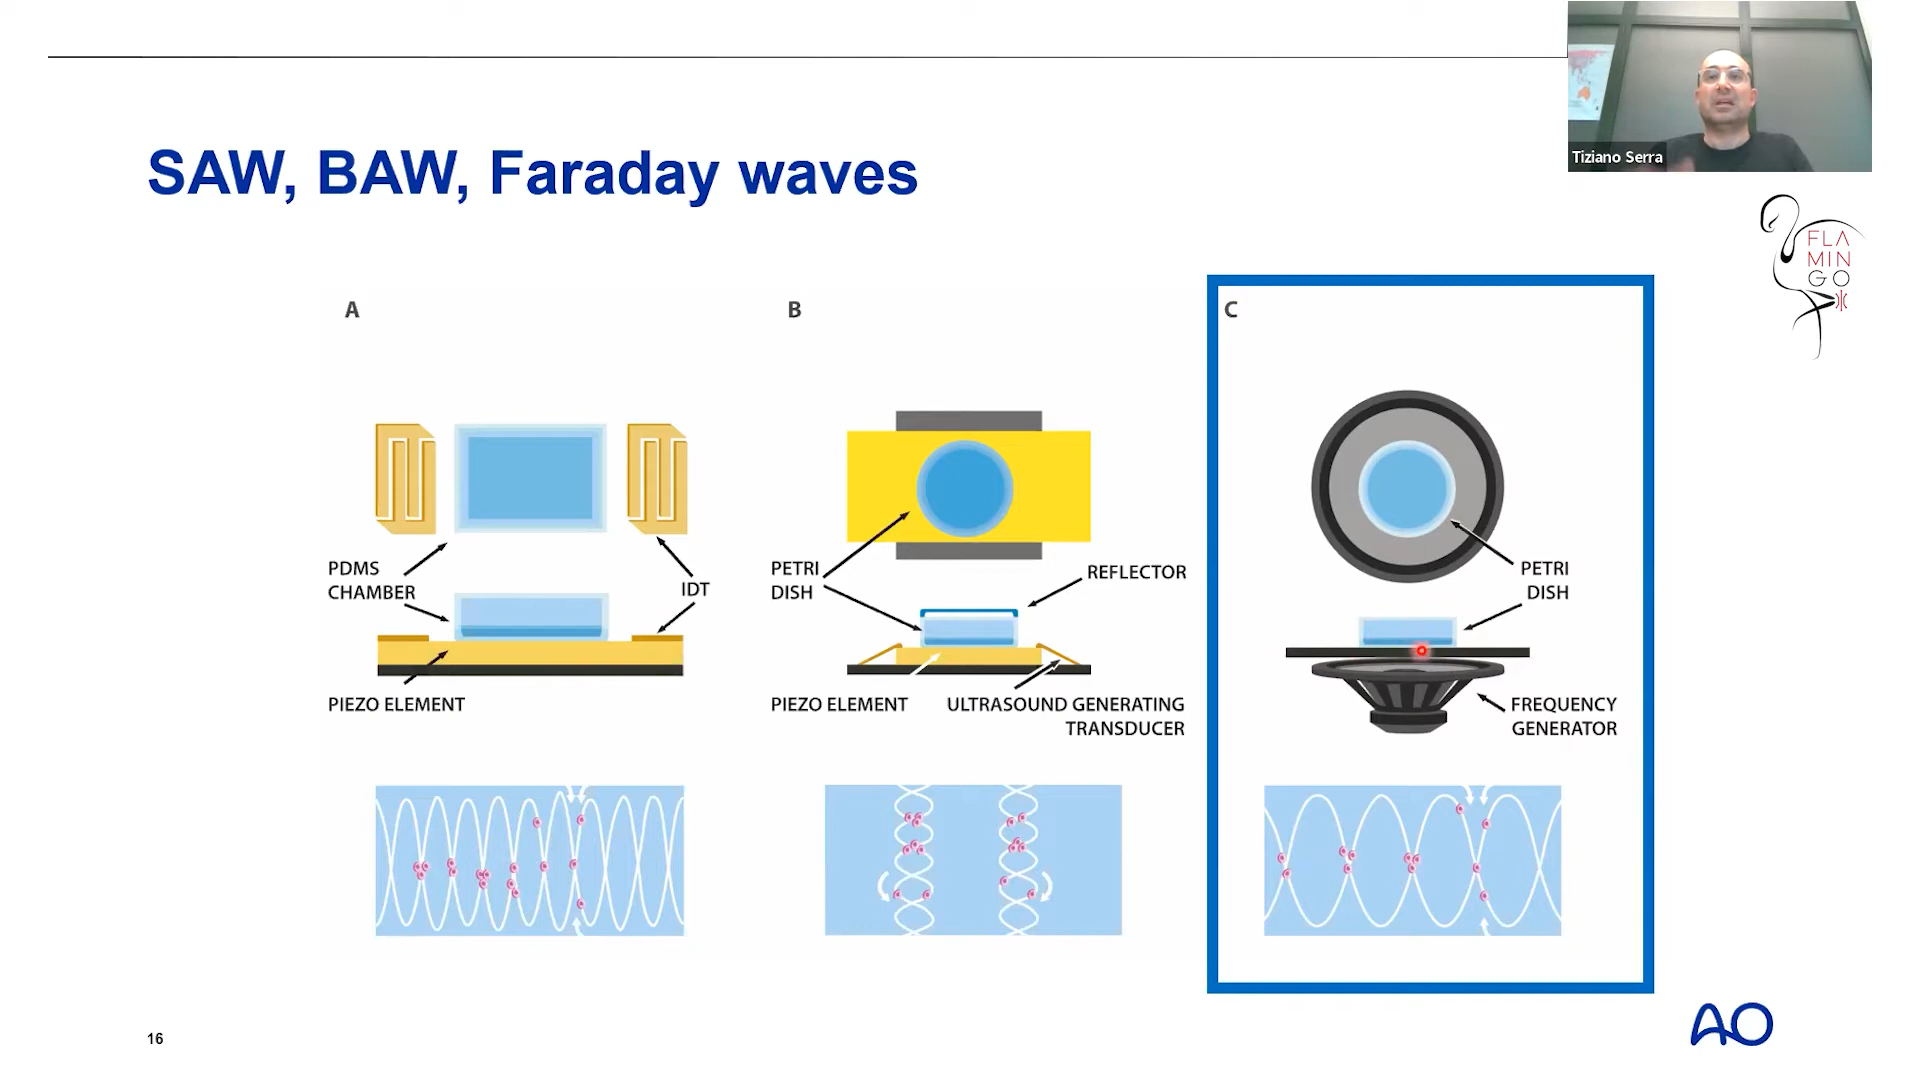 Tiziano Serra
SAW, BAW, Faraday waves
FLA
MIN
GO
A
PDMS
CHAMBER
IDT
PIEZO ELEMENT
B
PETRI
DISH
REFLECTOR
PIEZO ELEMENT
ULTRASOUND GENERATING
TRANSDUCER
C
PETRI
DISH
FREQUENCY
GENERATOR
16
AO